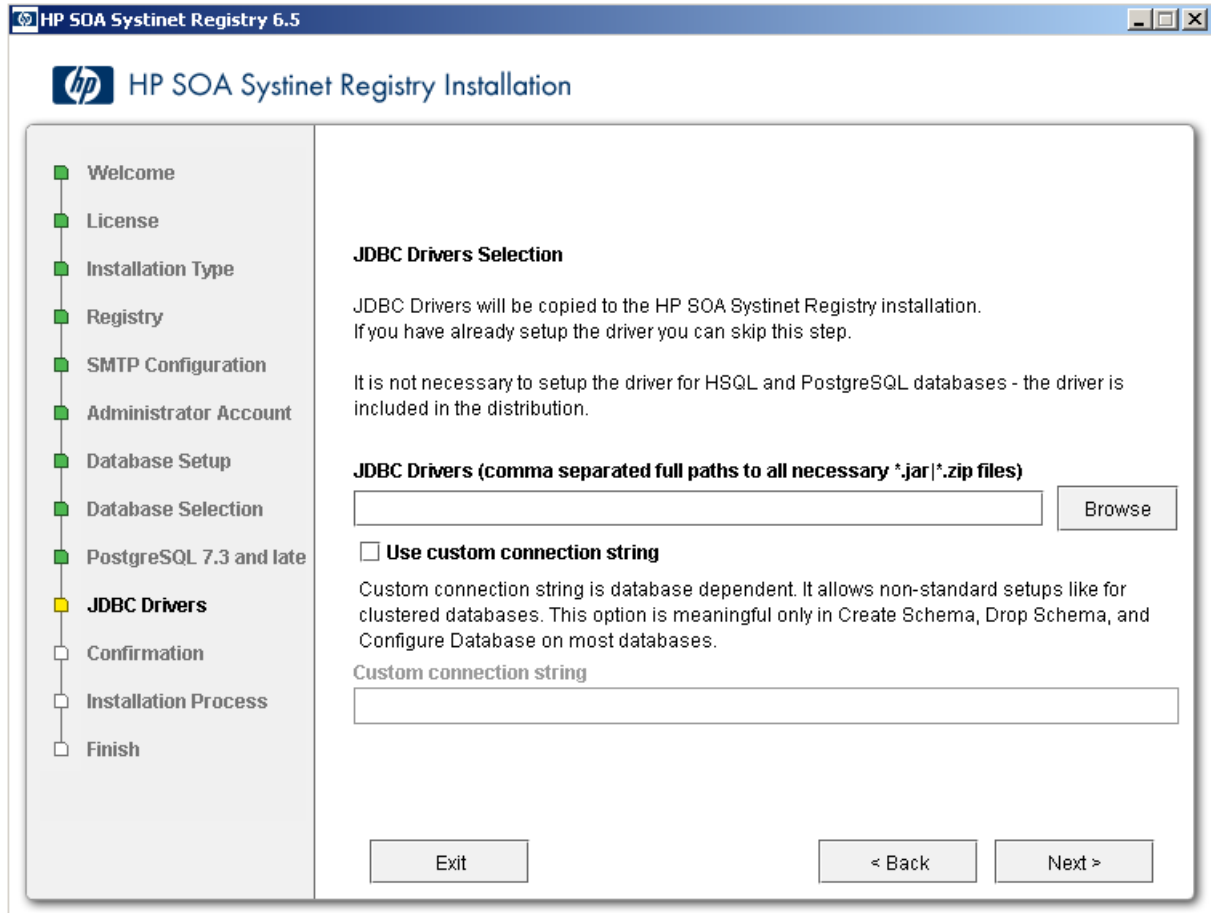 HP SOA Systinet Registry 6.5
hp HP SOA Systinet Registry Installation
Welcome
License
Installation Type
Registry
SMTP Configuration
Administrator Account
Database Setup
Database Selection
PostgreSQL 7.3 and late
JDBC Drivers
Confirmation
Installation Process
Finish
JDBC Drivers Selection
JDBC Drivers will be copied to the HP SOA Systinet Registry installation.
If you have already setup the driver you can skip this step.
It is not necessary to setup the driver for HSQL and PostgreSQL databases - the driver is
included in the distribution.
JDBC Drivers (comma separated full paths to all necessary *.jar|*.zip files)
Browse
Use custom connection string
Custom connection string is database dependent. It allows non-standard setups like for
clustered databases. This option is meaningful only in Create Schema, Drop Schema, and
Configure Database on most databases.
Custom connection string
Exit
< Back
Next >